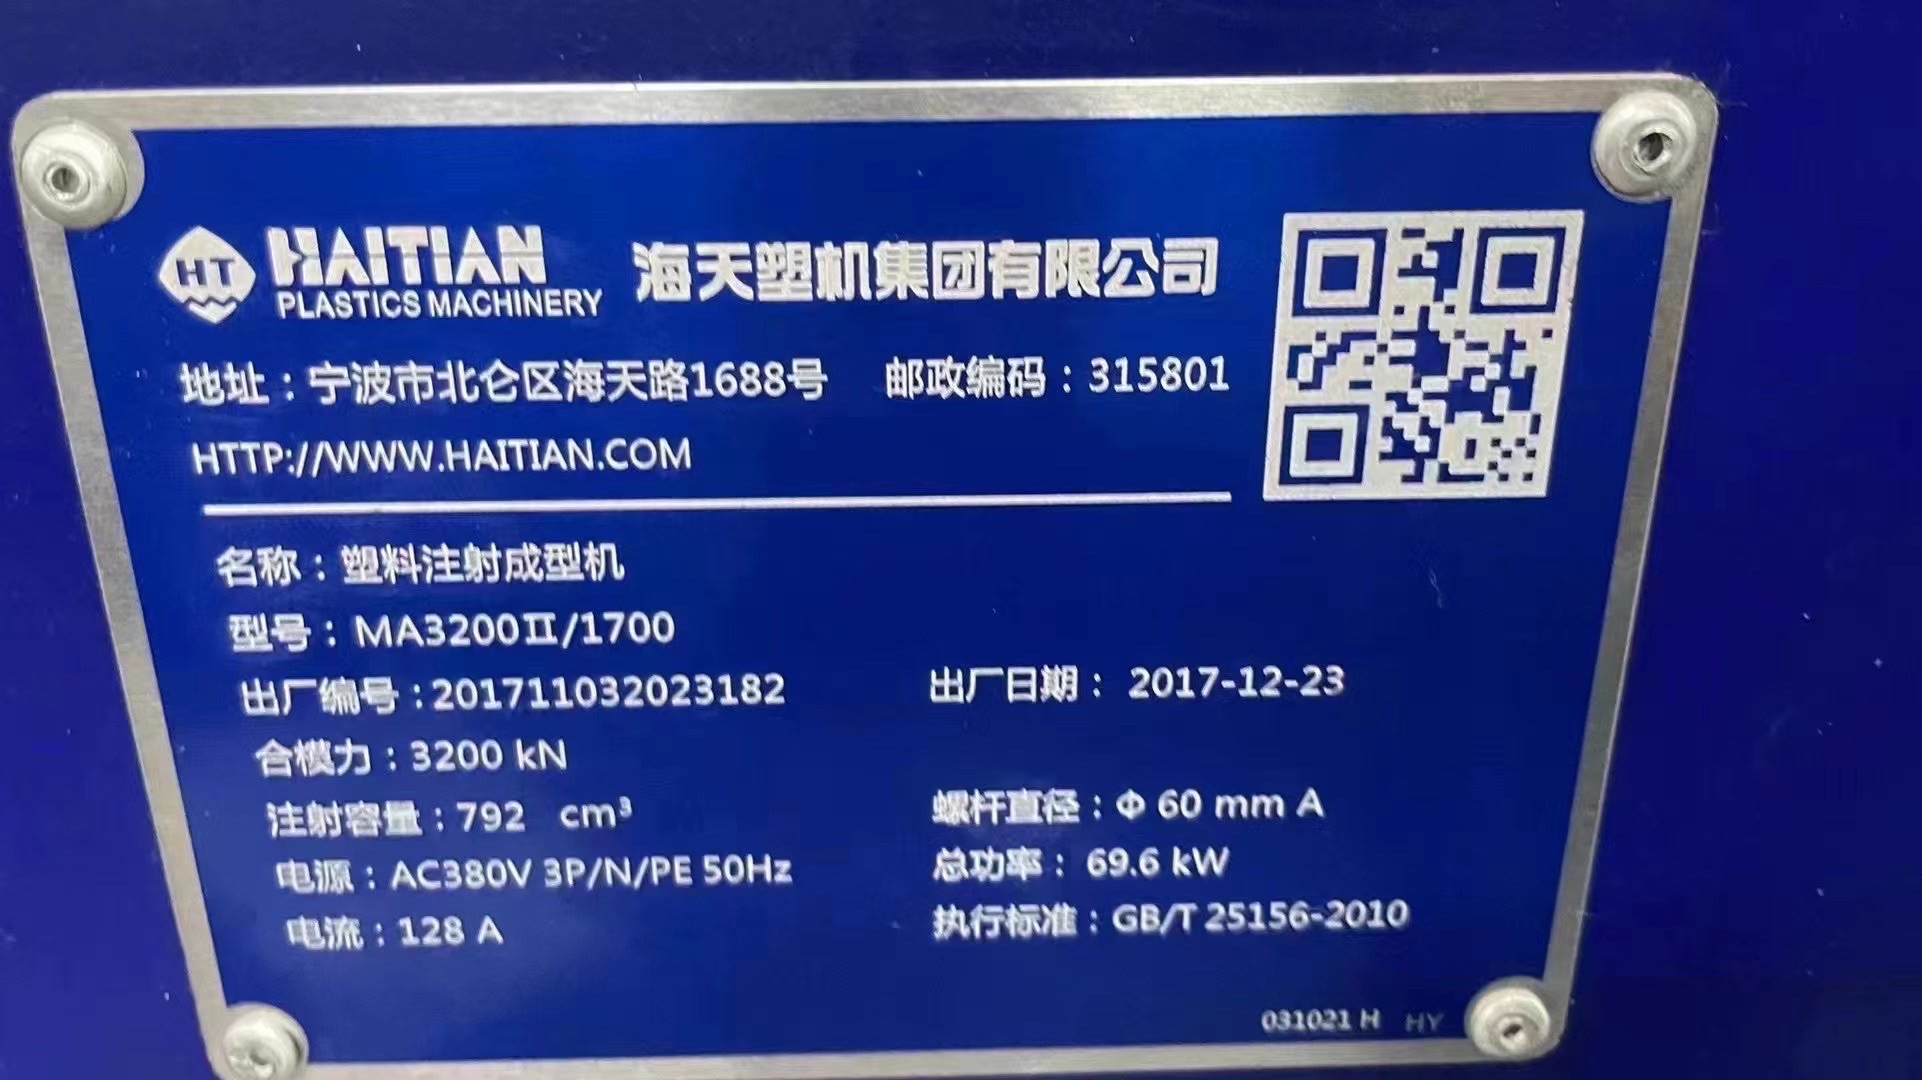 HT HAITIAN
PLASTICS MACHINERY
海天塑机集团有限公司
地址：宁波市北仑区海天路1688号 邮政编码：315801
HTTP://WWW.HAITIAN.COM
名称：塑料注射成型机
型号：MA3200Ⅱ/1700
出厂编号：201711032023182 出厂日期：2017-12-23
合模力：3200 kN
注射容量：792 cm³ 螺杆直径：Φ 60 mm A
电源：AC380V 3P/N/PE 50Hz 总功率：69.6 kW
电流：128 A 执行标准：GB/T 25156-2010
031021 H HY